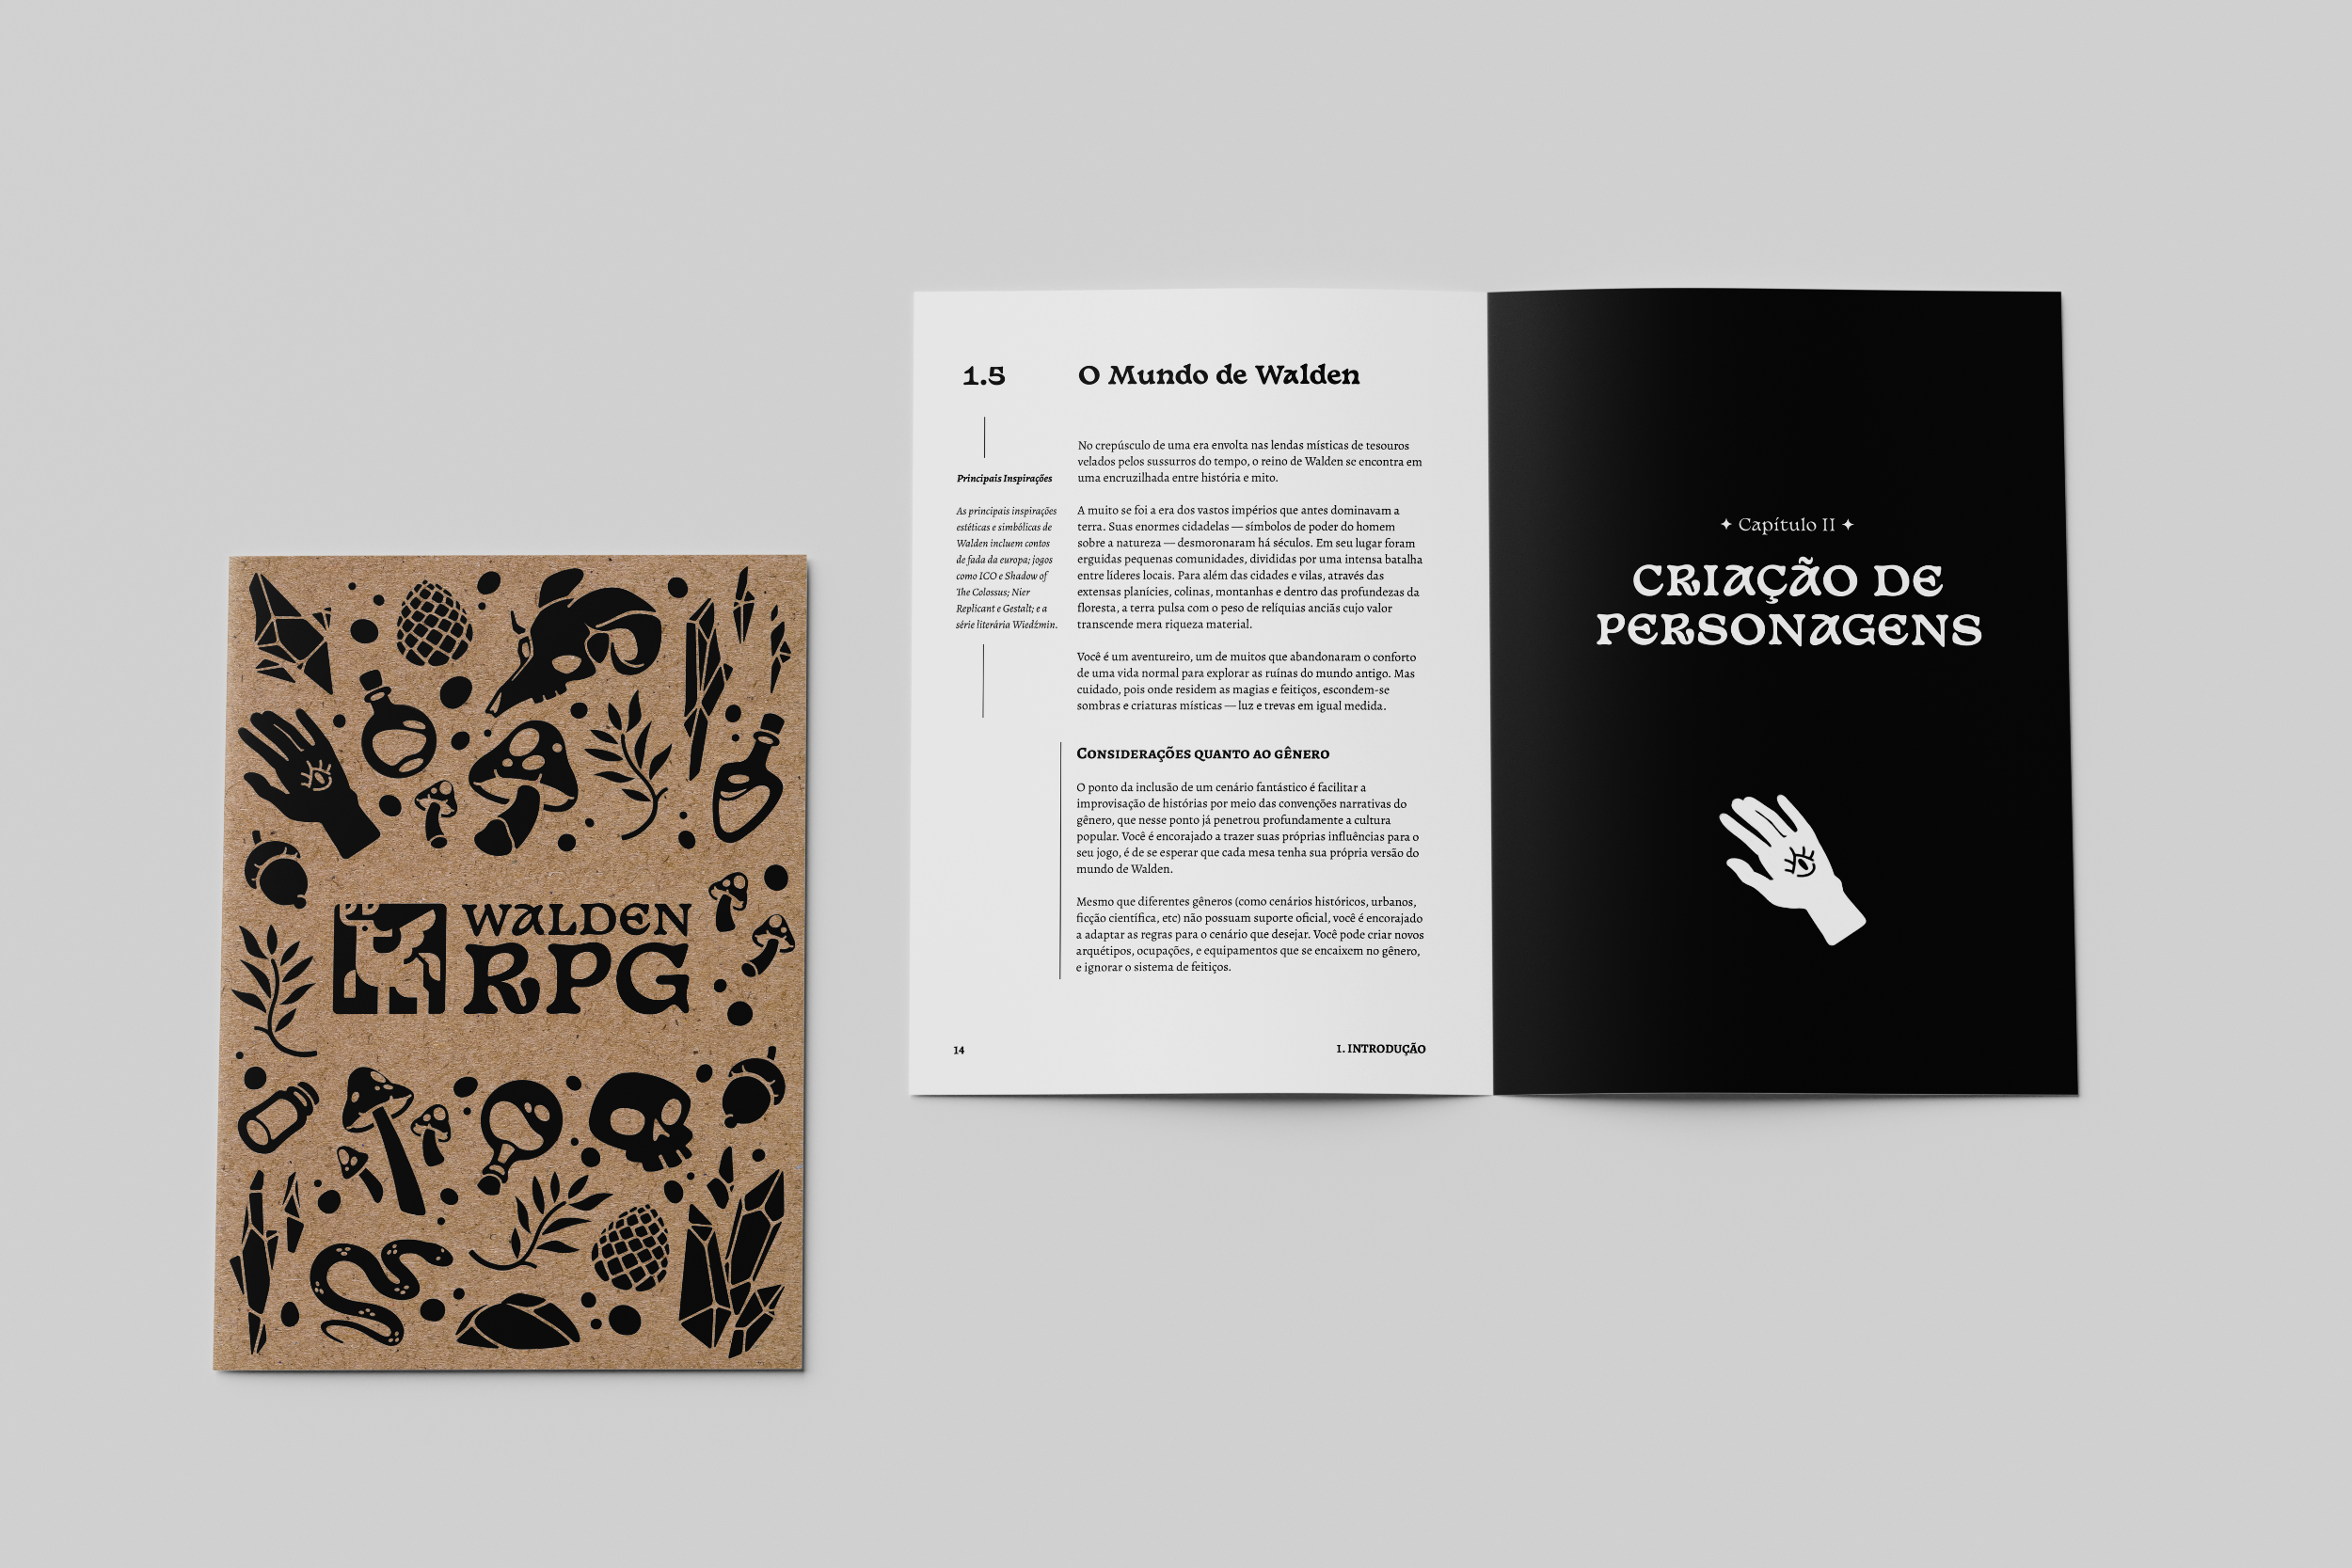 WALDEN
RPG
1.5
O Mundo de Walden
Principais Inspirações
As principais inspirações
estéticas e simbólicas de
Walden incluem contos
de fada da europa; jogos
como ICO e Shadow of
The Colossus; Nier
Replicant e Gestalt; e a
série literária Wiedźmin.
No crepúsculo de uma era envolta nas lendas místicas de tesouros
velados pelos sussurros do tempo, o reino de Walden se encontra em
uma encruzilhada entre história e mito.
A muito se foi a era dos vastos impérios que antes dominavam a
terra. Suas enormes cidadelas — símbolos de poder do homem
sobre a natureza — desmoronaram há séculos. Em seu lugar foram
erguidas pequenas comunidades, divididas por uma intensa batalha
entre líderes locais. Para além das cidades e vilas, através das
extensas planícies, colinas, montanhas e dentro das profundezas da
floresta, a terra pulsa com o peso de relíquias anciãs cujo valor
transcende mera riqueza material.
Você é um aventureiro, um de muitos que abandonaram o conforto
de uma vida normal para explorar as ruínas do mundo antigo. Mas
cuidado, pois onde residem as magias e feitiços, escondem-se
sombras e criaturas místicas — luz e trevas em igual medida.
Considerações quanto ao gênero
O ponto da inclusão de um cenário fantástico é facilitar a
improvisação de histórias por meio das convenções narrativas do
gênero, que nesse ponto já penetrou profundamente a cultura
popular. Você é encorajado a trazer suas próprias influências para o
seu jogo, é de se esperar que cada mesa tenha sua própria versão do
mundo de Walden.
Mesmo que diferentes gêneros (como cenários históricos, urbanos,
ficção científica, etc) não possuam suporte oficial, você é encorajado
a adaptar as regras para o cenário que desejar. Você pode criar novos
arquétipos, ocupações, e equipamentos que se encaixem no gênero,
e ignorar o sistema de feitiços.
14
1. INTRODUÇÃO
✦ Capítulo II ✦
CRIAÇÃO DE
PERSONAGENS